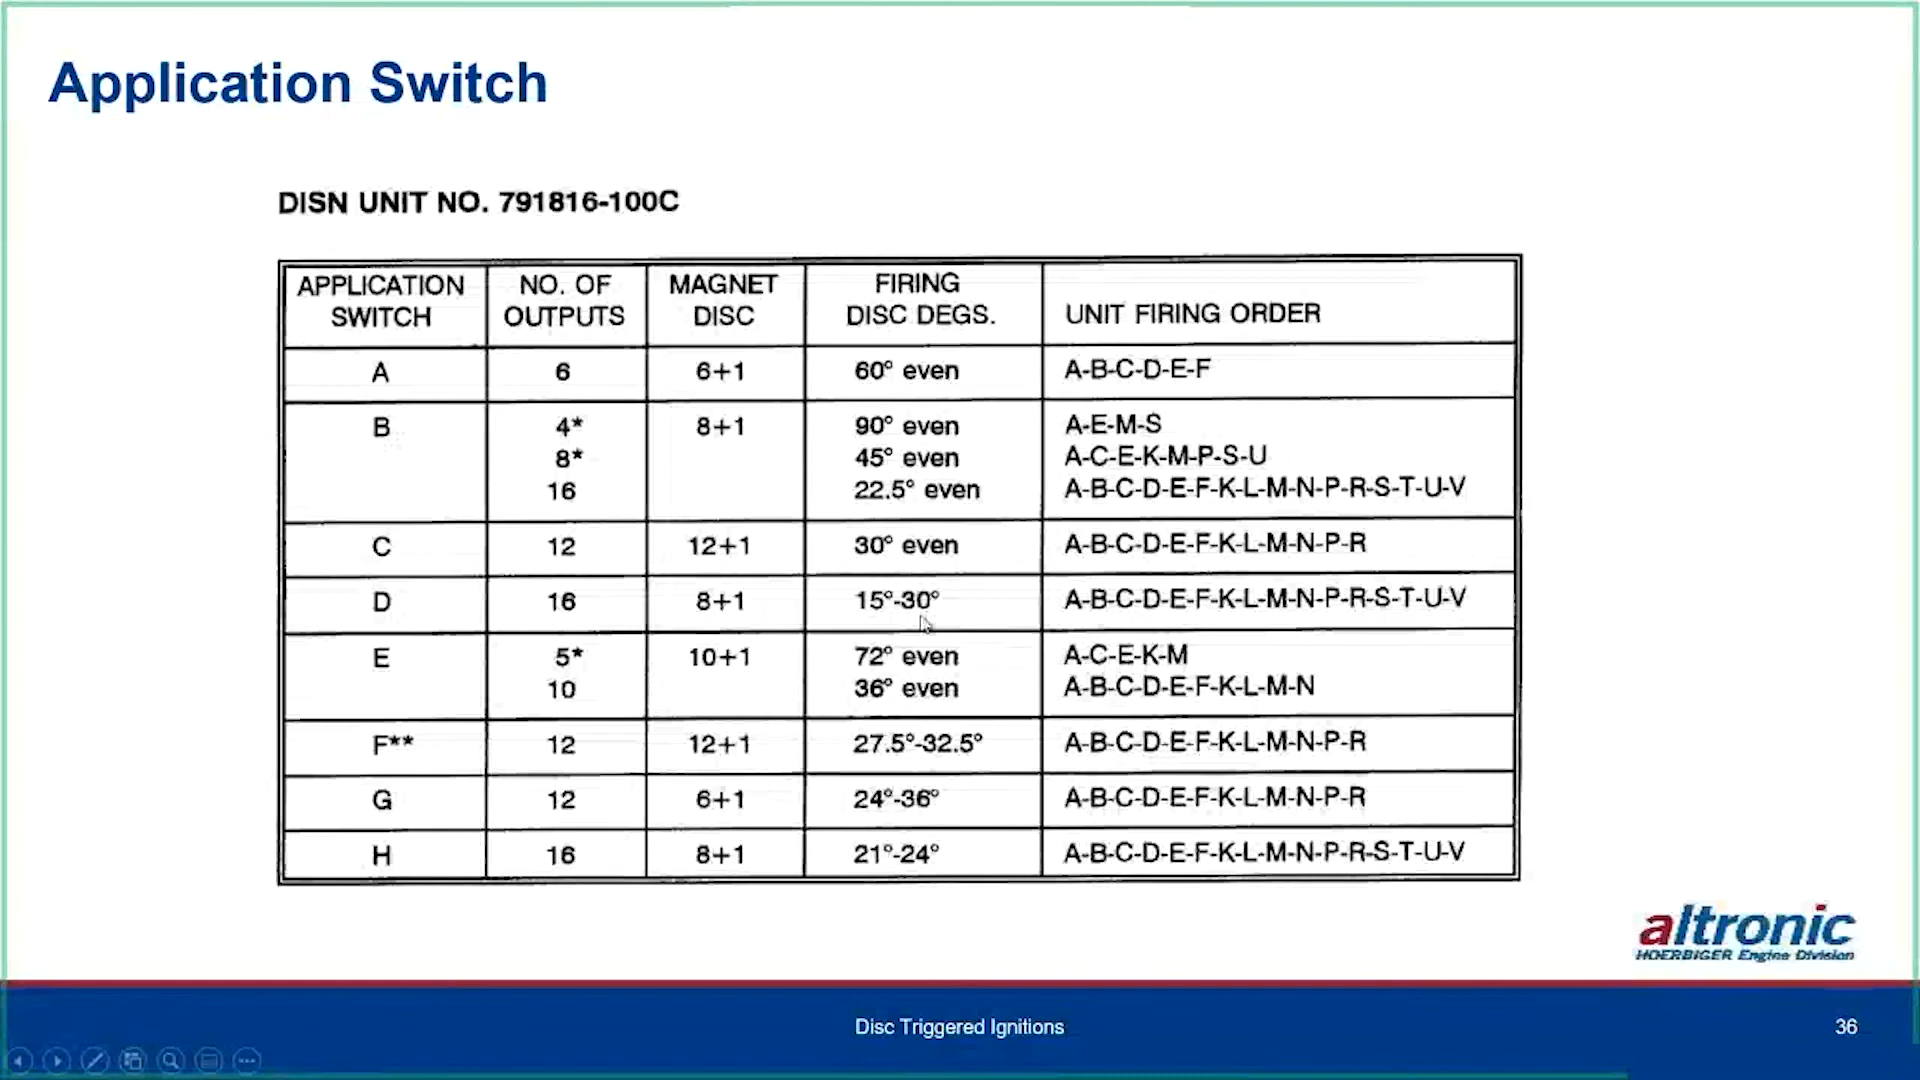 Application Switch
DISN UNIT NO. 791816-100C
APPLICATION SWITCH NO. OF OUTPUTS MAGNET DISC FIRING DISC DEGS. UNIT FIRING ORDER
A 6 6+1 60° even A-B-C-D-E-F
B 4* 8+1 90° even A-E-M-S
8* 45° even A-C-E-K-M-P-S-U
16 22.5° even A-B-C-D-E-F-K-L-M-N-P-R-S-T-U-V
C 12 12+1 30° even A-B-C-D-E-F-K-L-M-N-P-R
D 16 8+1 15°-30° A-B-C-D-E-F-K-L-M-N-P-R-S-T-U-V
E 5* 10+1 72° even A-C-E-K-M
10 36° even A-B-C-D-E-F-K-L-M-N
F** 12 12+1 27.5°-32.5° A-B-C-D-E-F-K-L-M-N-P-R
G 12 6+1 24°-36° A-B-C-D-E-F-K-L-M-N-P-R
H 16 8+1 21°-24° A-B-C-D-E-F-K-L-M-N-P-R-S-T-U-V
altronic
HOERBIGER Engine Division
Disc Triggered Ignitions
36